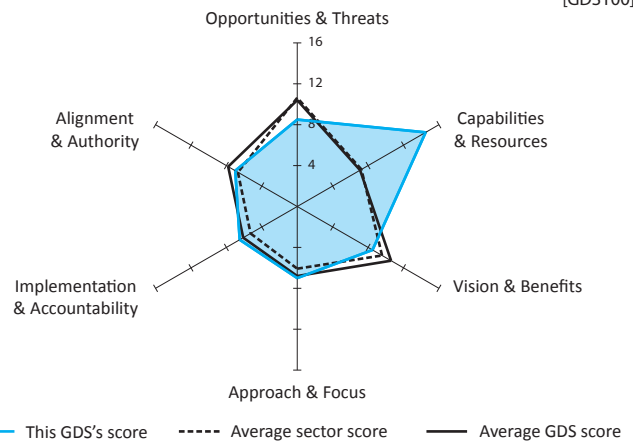 [GDS100]
Opportunities & Threats
16
12
8
4
Alignment
& Authority
Capabilities
& Resources
Implementation
& Accountability
Vision & Benefits
Approach & Focus
This GDS's score
Average sector score
Average GDS score